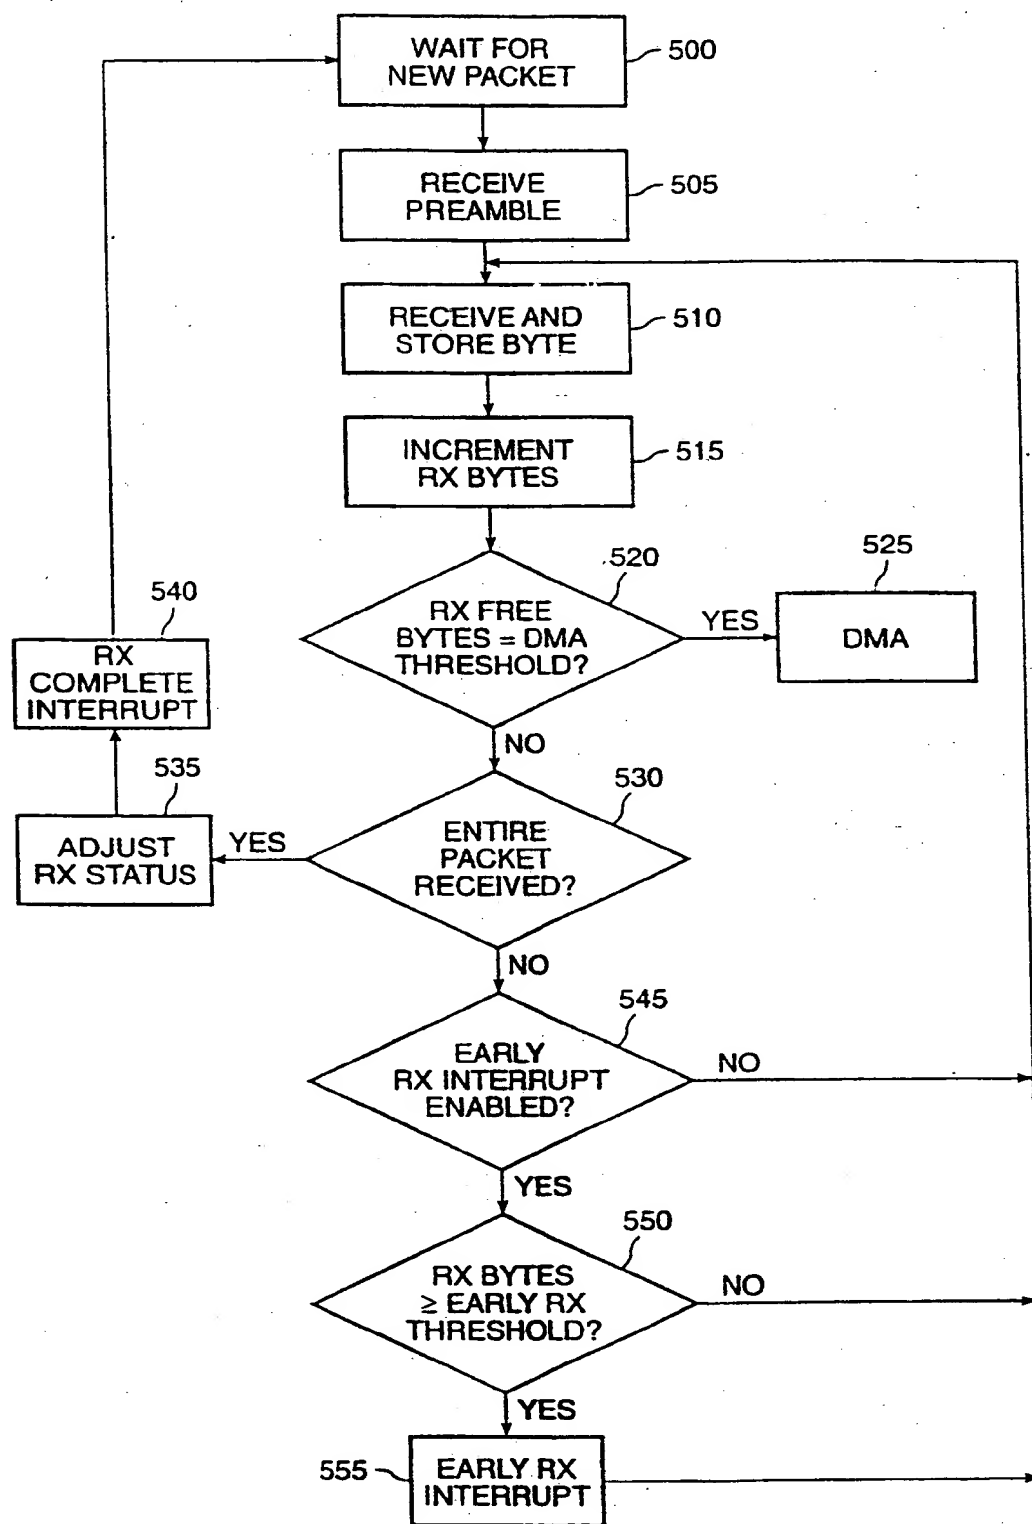 WAIT FOR
NEW PACKET
500
RECEIVE
PREAMBLE
505
RECEIVE AND
STORE BYTE
510
INCREMENT
RX BYTES
515
520
RX FREE
BYTES = DMA
THRESHOLD?
YES
525
DMA
540
RX
COMPLETE
INTERRUPT
NO
535
ADJUST
RX STATUS
YES
530
ENTIRE
PACKET
RECEIVED?
NO
545
EARLY
RX INTERRUPT
ENABLED?
NO
YES
550
RX BYTES
≥ EARLY RX
THRESHOLD?
NO
YES
555
EARLY RX
INTERRUPT